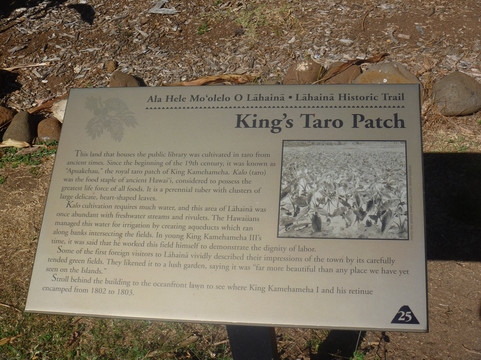 Ala Hele Mo‘olelo O Lāhainā • Lāhainā Historic Trail
King's Taro Patch
This land that houses the public library was cultivated in taro from
ancient times. Since the beginning of the 19th century, it was known as
"Apuakehau," the royal taro patch of King Kamehameha. Kalo (taro)
was the food staple of ancient Hawai‘i, considered to possess the
greatest life force of all foods. It is a perennial tuber with clusters of
large delicate, heart-shaped leaves.
Kalo cultivation requires much water, and this area of Lāhainā was
once abundant with freshwater streams and rivulets. The Hawaiians
managed this water for irrigation by creating aqueducts which ran
along banks intersecting the fields. In young King Kamehameha III's
time, it was said that he worked this field himself to demonstrate the dignity of labor.
Some of the first foreign visitors to Lāhainā vividly described their impressions of the town by its carefully
tended green fields. They likened it to a lush garden, saying it was "far more beautiful than any place we have yet
seen on the Islands."
Stroll behind the building to the oceanfront lawn to see where King Kamehameha I and his retinue
encamped from 1802 to 1803.
25